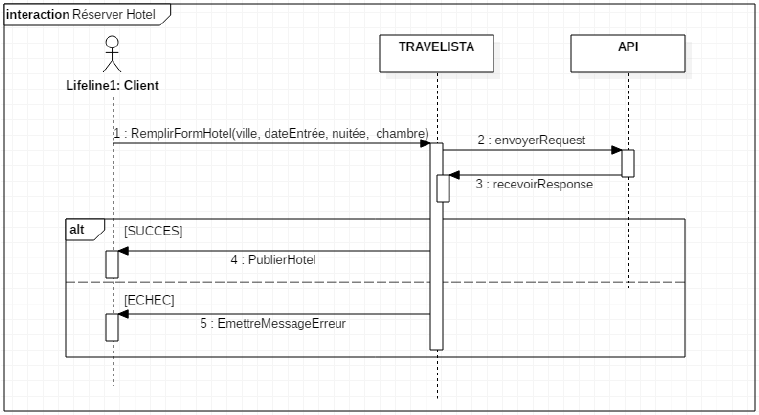 interaction Réserver Hotel
TRAVELISTA
API
Lifeline1: Client
1 : RemplirFormHotel(ville, dateEntrée, nuitée, chambre)
2 : envoyerRequest
3 : recevoirResponse
alt
[SUCCES]
4 : PublierHotel
[ECHEC]
5 : EmettreMessageErreur